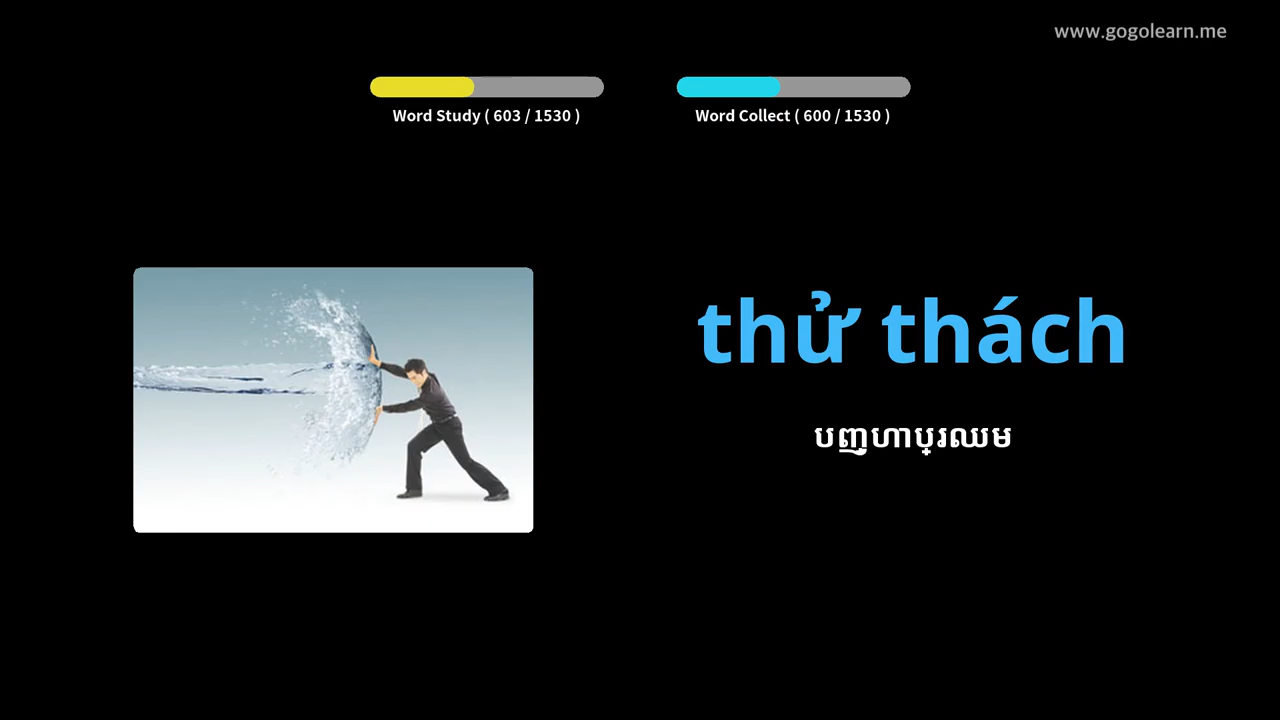 www.gogolearn.me
Word Study ( 603 / 1530 )
Word Collect ( 600 / 1530 )
thử thách
បញ្ហាប្រឈម